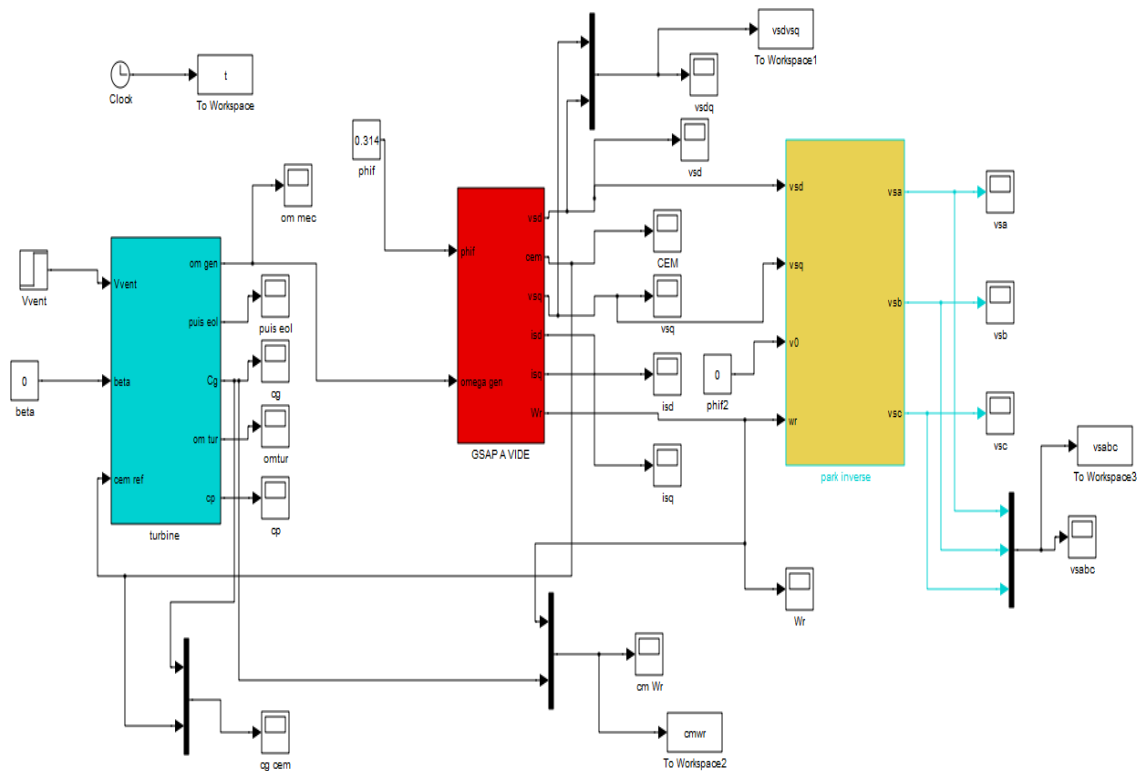 vsdvsq
To Workspace1
t
Clock
To Workspace
vsdq
0.314
phif
vsd
om mec
Vvent
beta
cem ref
om gen
puis eol
Cg
om tur
cp
turbine
Vvent
0
beta
puis eol
cg
omtur
cp
phif
omega gen
vsd
cem
vsq
isd
isq
Wr
GSAP A VIDE
CEM
vsq
isd
isq
0
phif2
vsd
vsq
v0
wr
vsa
vsb
vsc
park inverse
vsa
vsb
vsc
vsabc
To Workspace3
vsabc
Wr
cm Wr
cmwr
To Workspace2
cg cem